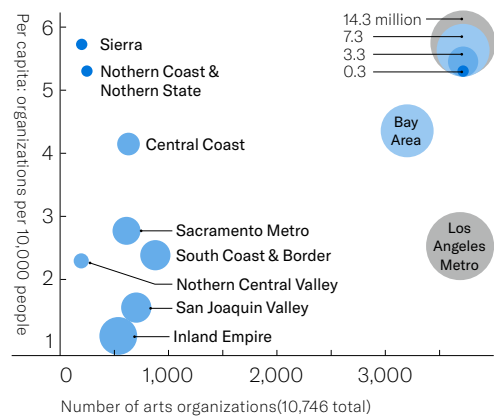 Per capita: organizations per 10,000 people
6
5
4
3
2
1
14.3 million
7.3
3.3
0.3
Sierra
Nothern Coast &
Nothern State
Bay
Area
Central Coast
Sacramento Metro
South Coast & Border
Los
Angeles
Metro
Nothern Central Valley
San Joaquin Valley
Inland Empire
0
1,000
2,000
3,000
Number of arts organizations(10,746 total)